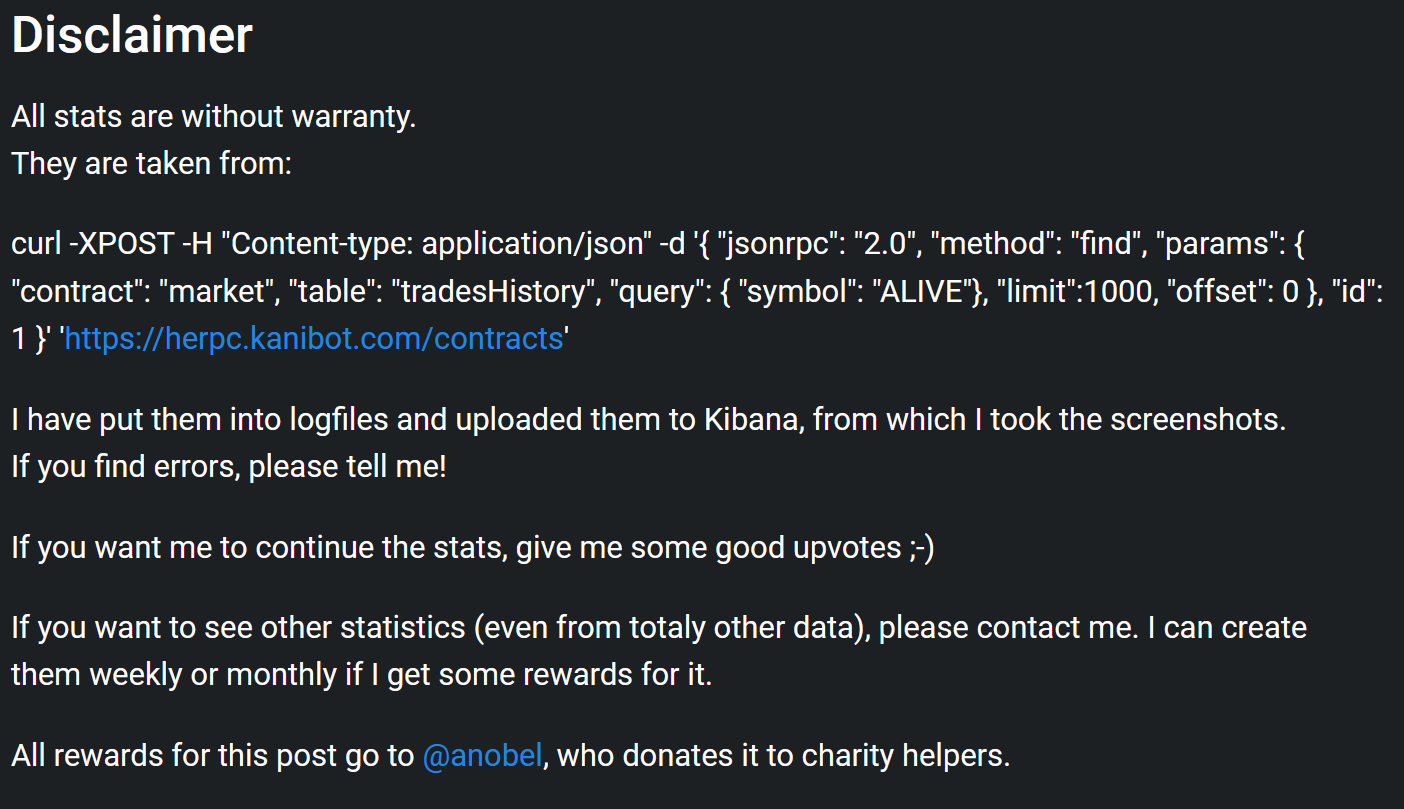 Disclaimer
All stats are without warranty.
They are taken from:
curl -XPOST -H "Content-type: application/json" -d '{ "jsonrpc": "2.0", "method": "find", "params": {
"contract": "market", "table": "tradesHistory", "query": { "symbol": "ALIVE"}, "limit":1000, "offset": 0 }, "id":
1 }' 'https://herpc.kanibot.com/contracts'
I have put them into logfiles and uploaded them to Kibana, from which I took the screenshots.
If you find errors, please tell me!
If you want me to continue the stats, give me some good upvotes ;-)
If you want to see other statistics (even from totaly other data), please contact me. I can create
them weekly or monthly if I get some rewards for it.
All rewards for this post go to @anobel, who donates it to charity helpers.